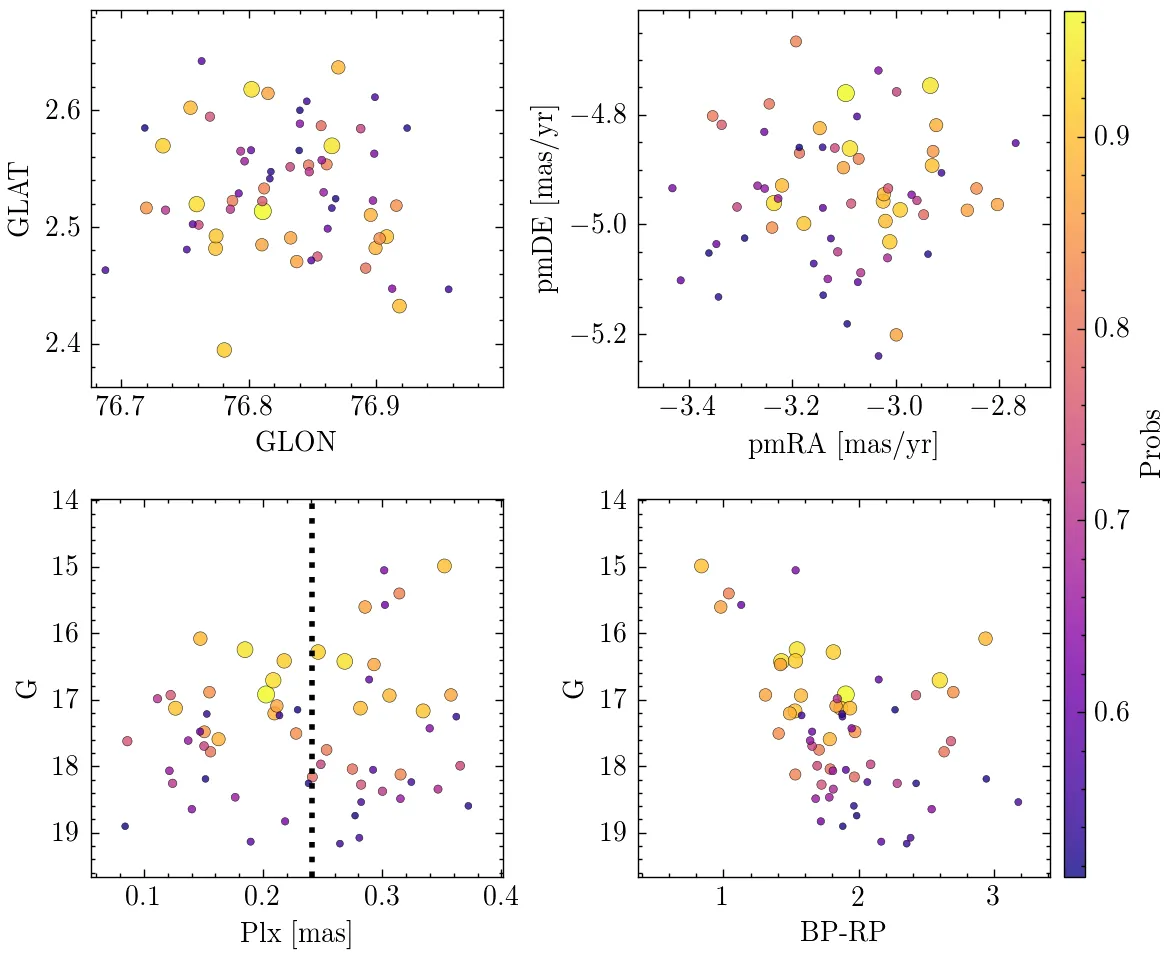 2.6
2.5
2.4
GLAT
76.7 76.8 76.9
GLON
−4.8
−5.0
−5.2
pmDE [mas/yr]
−3.4 −3.2 −3.0 −2.8
pmRA [mas/yr]
0.9
0.8
0.7
0.6
Probs
14
15
16
17
18
19
G
0.1 0.2 0.3 0.4
Plx [mas]
14
15
16
17
18
19
G
1 2 3
BP-RP